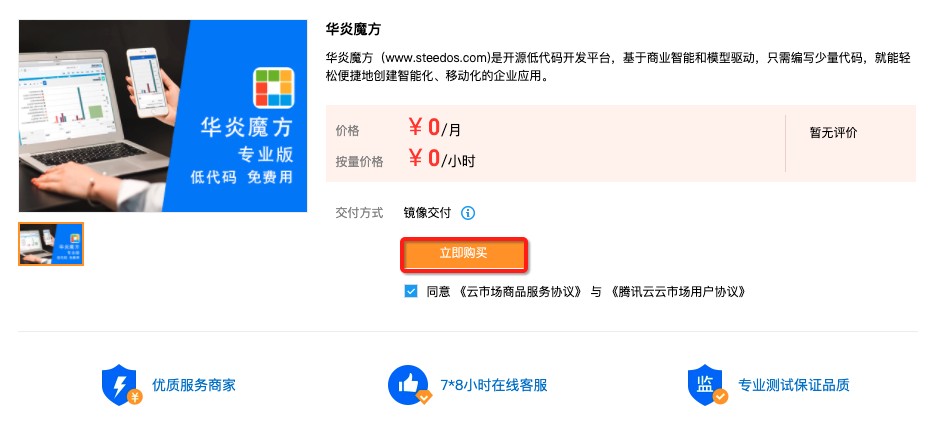 华炎魔方
华炎魔方（www.steedos.com)是开源低代码开发平台，基于商业智能和模型驱动，只需编写少量代码，就能轻
松便捷地创建智能化、移动化的企业应用。
华炎魔方
专业版
低代码 免费用
价格 ￥0/月
暂无评价
按量价格 ￥0/小时
交付方式 镜像交付
立即购买
同意 《云市场商品服务协议》 与 《腾讯云云市场用户协议》
优质服务商家
7*8小时在线客服
监 专业测试保证品质